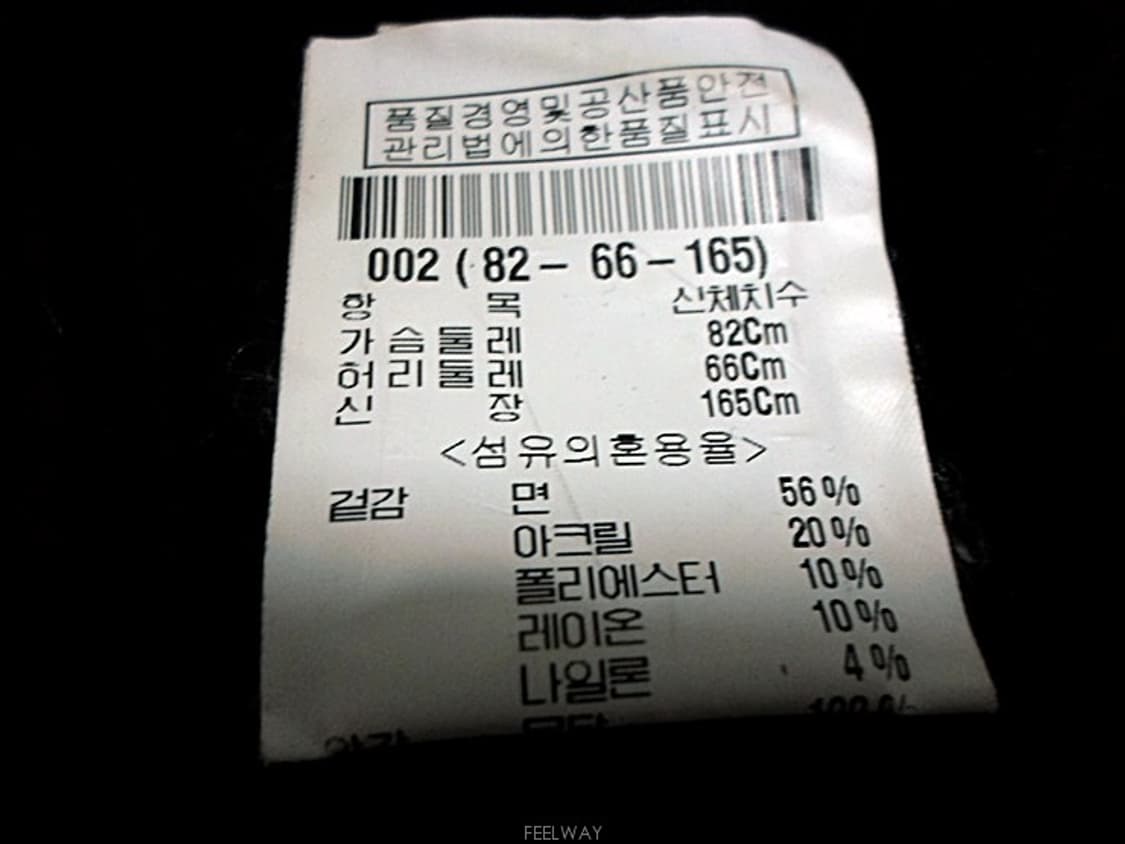 품질경영및공산품안전
관리법에의한품질표시
002 ( 82 – 66 – 165)
항 목 신체치수
가 슴 둘 레 82Cm
허 리 둘 레 66Cm
신 장 165Cm
<섬유의혼용율>
겉감 면 56%
아크릴 20%
폴리에스터 10%
레이온 10%
나일론 4%
FEELWAY